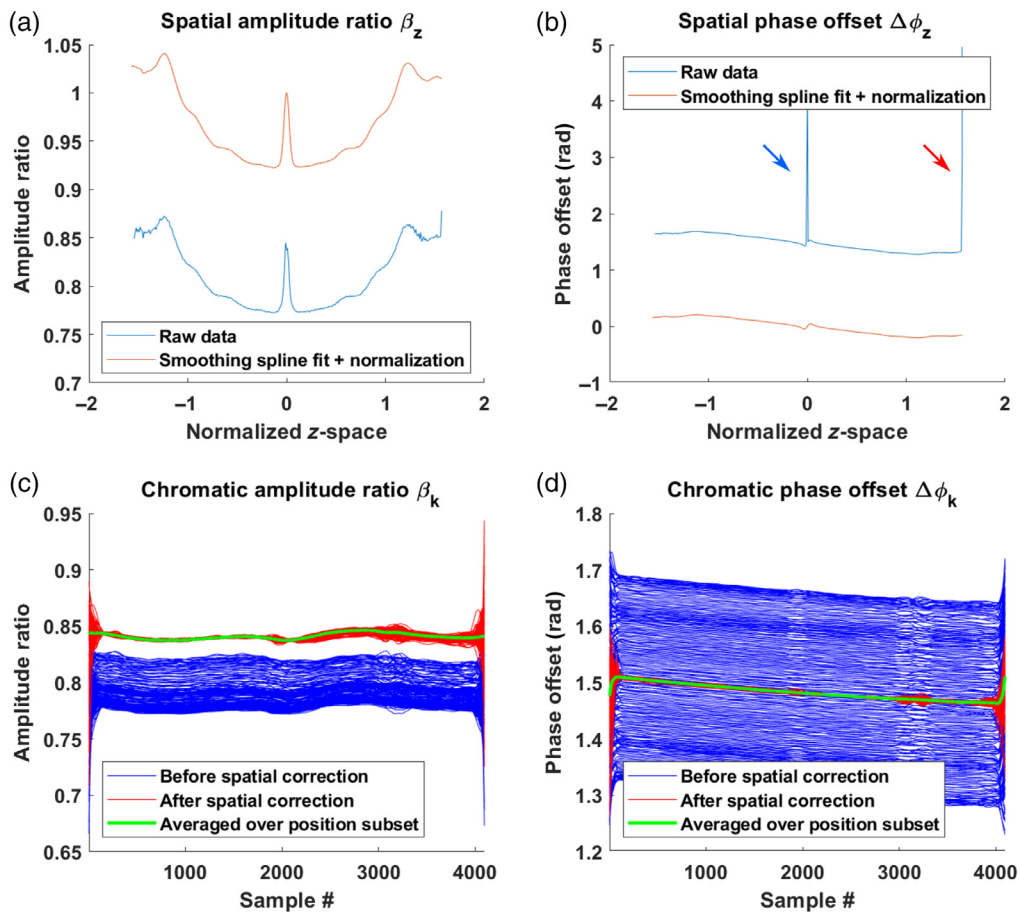 (a)
Spatial amplitude ratio β_z
1.05
1
0.95
0.9
0.85
0.8
0.75
0.7
Amplitude ratio
Raw data
Smoothing spline fit + normalization
–2
–1
0
1
2
Normalized z-space
(b)
Spatial phase offset Δϕ_z
5
4
3
2
1
0
–1
Phase offset (rad)
Raw data
Smoothing spline fit + normalization
–2
–1
0
1
2
Normalized z-space
(c)
Chromatic amplitude ratio β_k
0.95
0.9
0.85
0.8
0.75
0.7
0.65
Amplitude ratio
Before spatial correction
After spatial correction
Averaged over position subset
1000
2000
3000
4000
Sample #
(d)
Chromatic phase offset Δϕ_k
1.8
1.7
1.6
1.5
1.4
1.3
1.2
Phase offset (rad)
Before spatial correction
After spatial correction
Averaged over position subset
1000
2000
3000
4000
Sample #